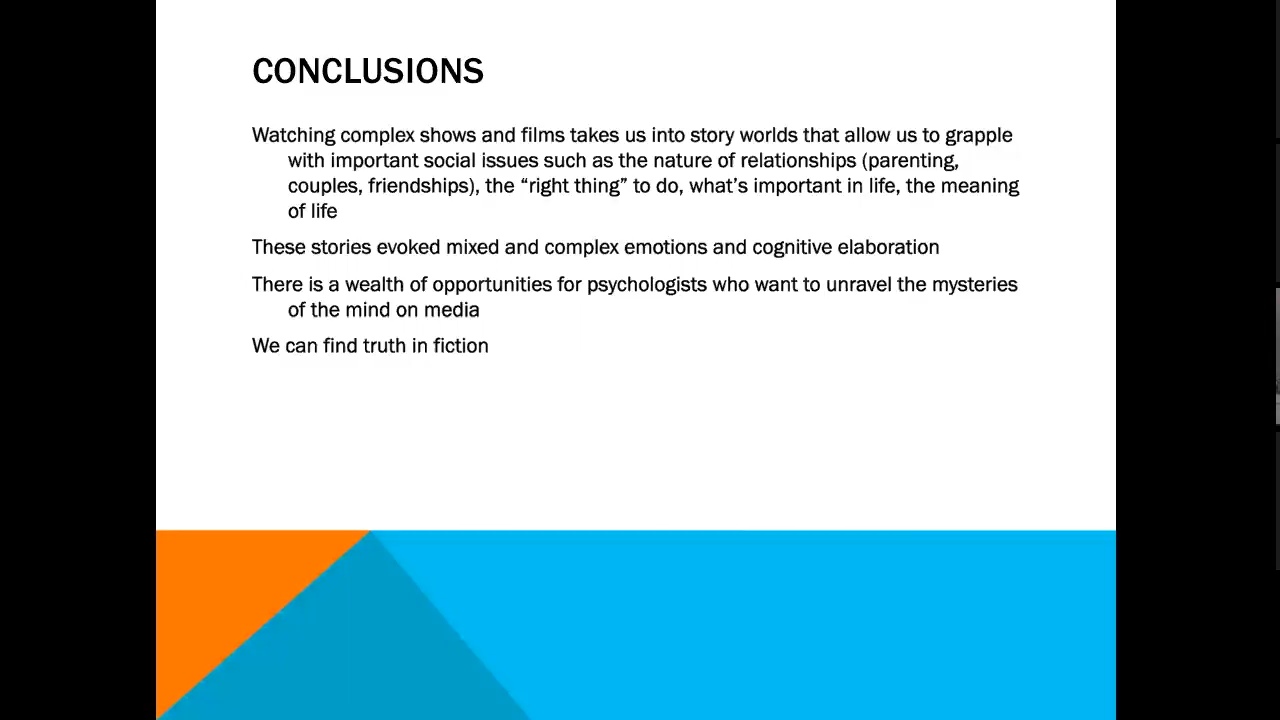 CONCLUSIONS
Watching complex shows and films takes us into story worlds that allow us to grapple
with important social issues such as the nature of relationships (parenting,
couples, friendships), the “right thing” to do, what’s important in life, the meaning
of life
These stories evoked mixed and complex emotions and cognitive elaboration
There is a wealth of opportunities for psychologists who want to unravel the mysteries
of the mind on media
We can find truth in fiction